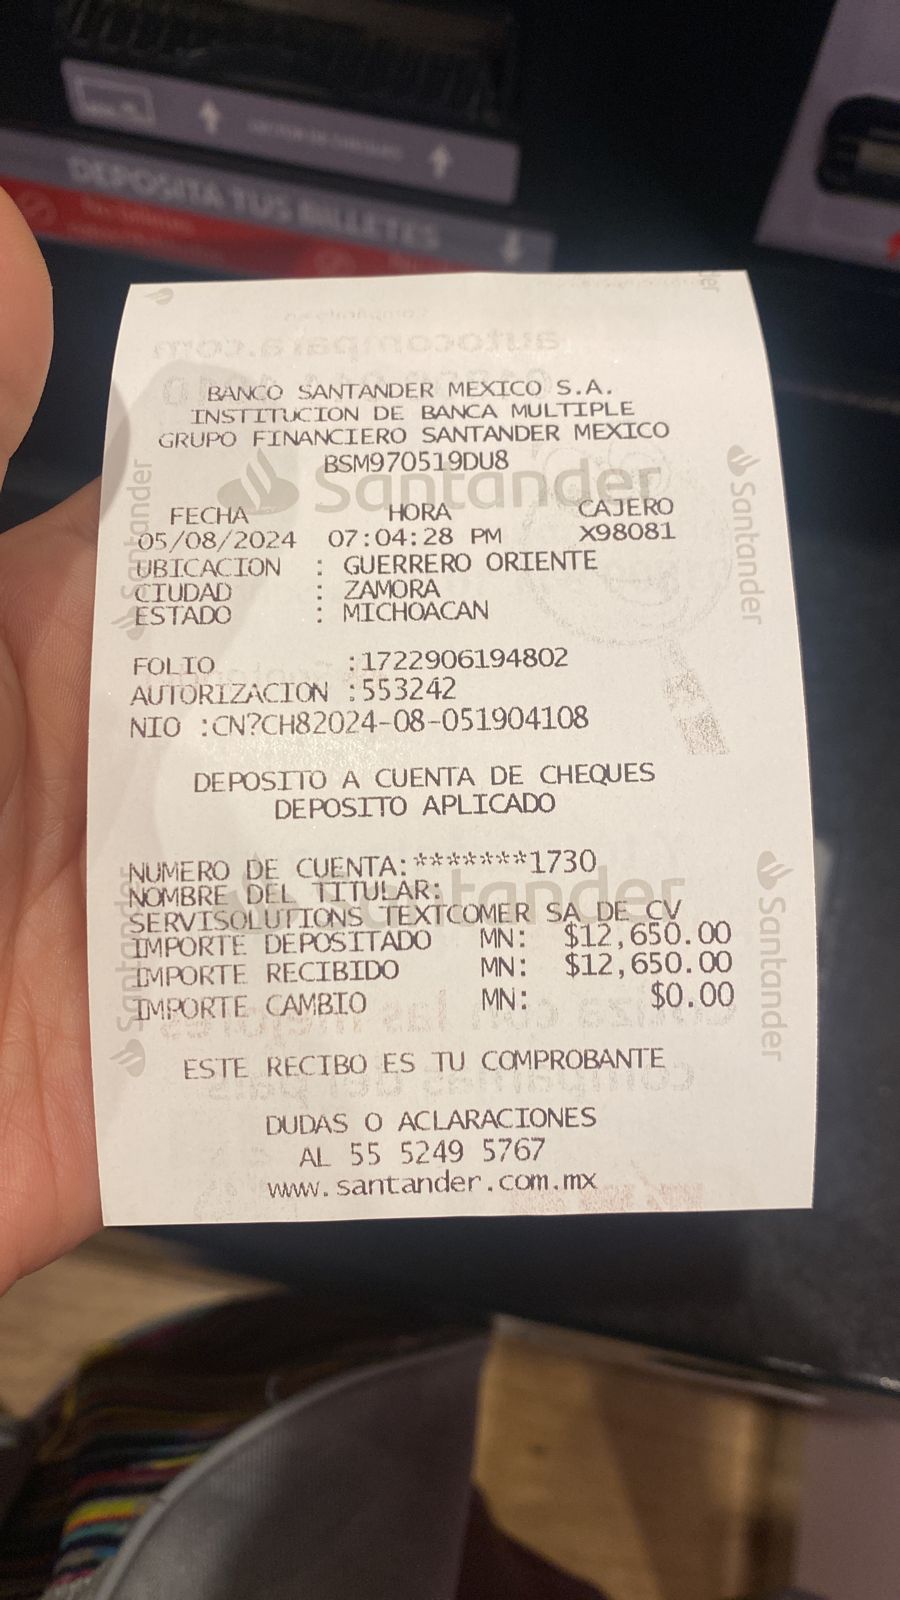 DEPOSITA TUS BILLETES
BANCO SANTANDER MEXICO S.A.
INSTITUCION DE BANCA MULTIPLE
GRUPO FINANCIERO SANTANDER MEXICO
BSM970519DU8
Santander
FECHA HORA CAJERO
05/08/2024 07:04:28 PM X98081
UBICACION : GUERRERO ORIENTE
CIUDAD : ZAMORA
ESTADO : MICHOACAN
FOLIO :1722906194802
AUTORIZACION :553242
NIO :CN?CH82024-08-051904108
DEPOSITO A CUENTA DE CHEQUES
DEPOSITO APLICADO
NUMERO DE CUENTA:*******1730
NOMBRE DEL TITULAR:
SERVISOLUTIONS TEXTCOMER SA DE CV
IMPORTE DEPOSITADO MN: $12,650.00
IMPORTE RECIBIDO MN: $12,650.00
IMPORTE CAMBIO MN: $0.00
ESTE RECIBO ES TU COMPROBANTE
DUDAS O ACLARACIONES
AL 55 5249 5767
www.santander.com.mx
Santander
Santander
Santander
Santander
Santander